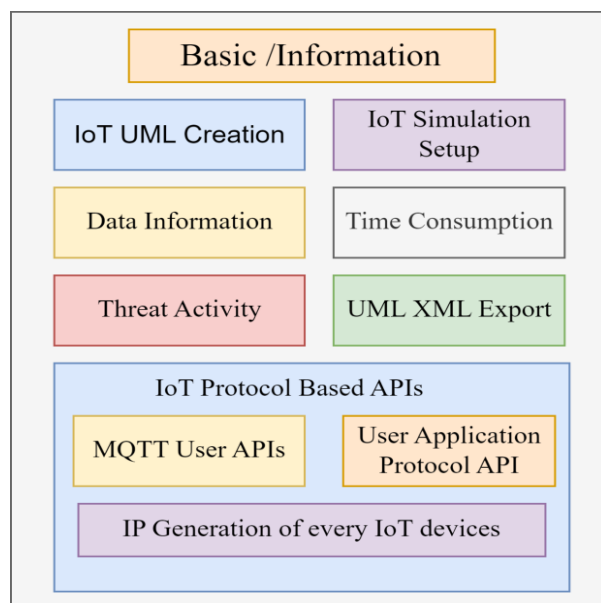 Basic /Information
IoT UML Creation
IoT Simulation
Setup
Data Information
Time Consumption
Threat Activity
UML XML Export
IoT Protocol Based APIs
MQTT User APIs
User Application
Protocol API
IP Generation of every IoT devices